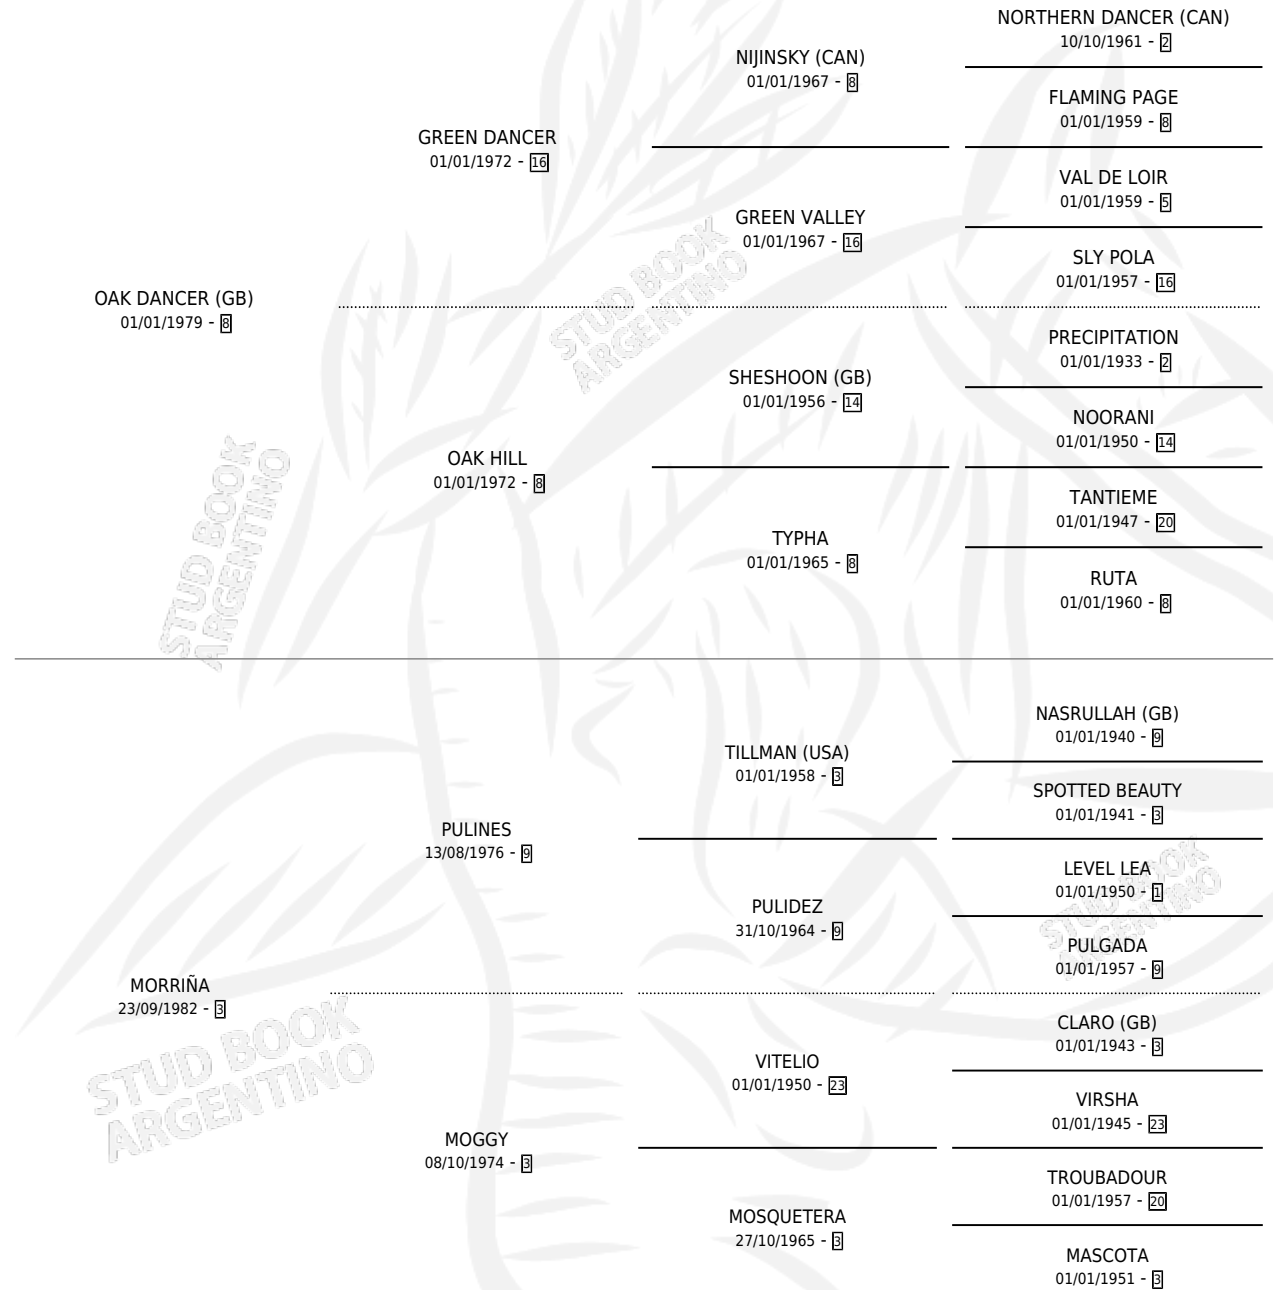 NORTHERN DANCER (CAN)
10/10/1961 - 2
NIJINSKY (CAN)
01/01/1967 - 8
FLAMING PAGE
01/01/1959 - 8
GREEN DANCER
01/01/1972 - 16
VAL DE LOIR
01/01/1959 - 5
GREEN VALLEY
01/01/1967 - 16
SLY POLA
01/01/1957 - 16
OAK DANCER (GB)
01/01/1979 - 8
STUD BOOK
ARGENTINO
PRECIPITATION
01/01/1933 - 2
SHESHOON (GB)
01/01/1956 - 14
NOORANI
01/01/1950 - 14
OAK HILL
01/01/1972 - 8
TANTIEME
01/01/1947 - 20
TYPHA
01/01/1965 - 8
RUTA
01/01/1960 - 8
STUD BOOK
ARGENTINO
NASRULLAH (GB)
01/01/1940 - 9
TILLMAN (USA)
01/01/1958 - 3
SPOTTED BEAUTY
01/01/1941 - 3
PULINES
13/08/1976 - 9
LEVEL LEA
01/01/1950 - 1
PULIDEZ
31/10/1964 - 9
PULGADA
01/01/1957 - 9
STUD BOOK
ARGENTINO
MORRIÑA
23/09/1982 - 3
CLARO (GB)
01/01/1943 - 3
VITELIO
01/01/1950 - 23
VIRSHA
01/01/1945 - 23
STUD BOOK
ARGENTINO
MOGGY
08/10/1974 - 3
TROUBADOUR
01/01/1957 - 20
MOSQUETERA
27/10/1965 - 3
MASCOTA
01/01/1951 - 3